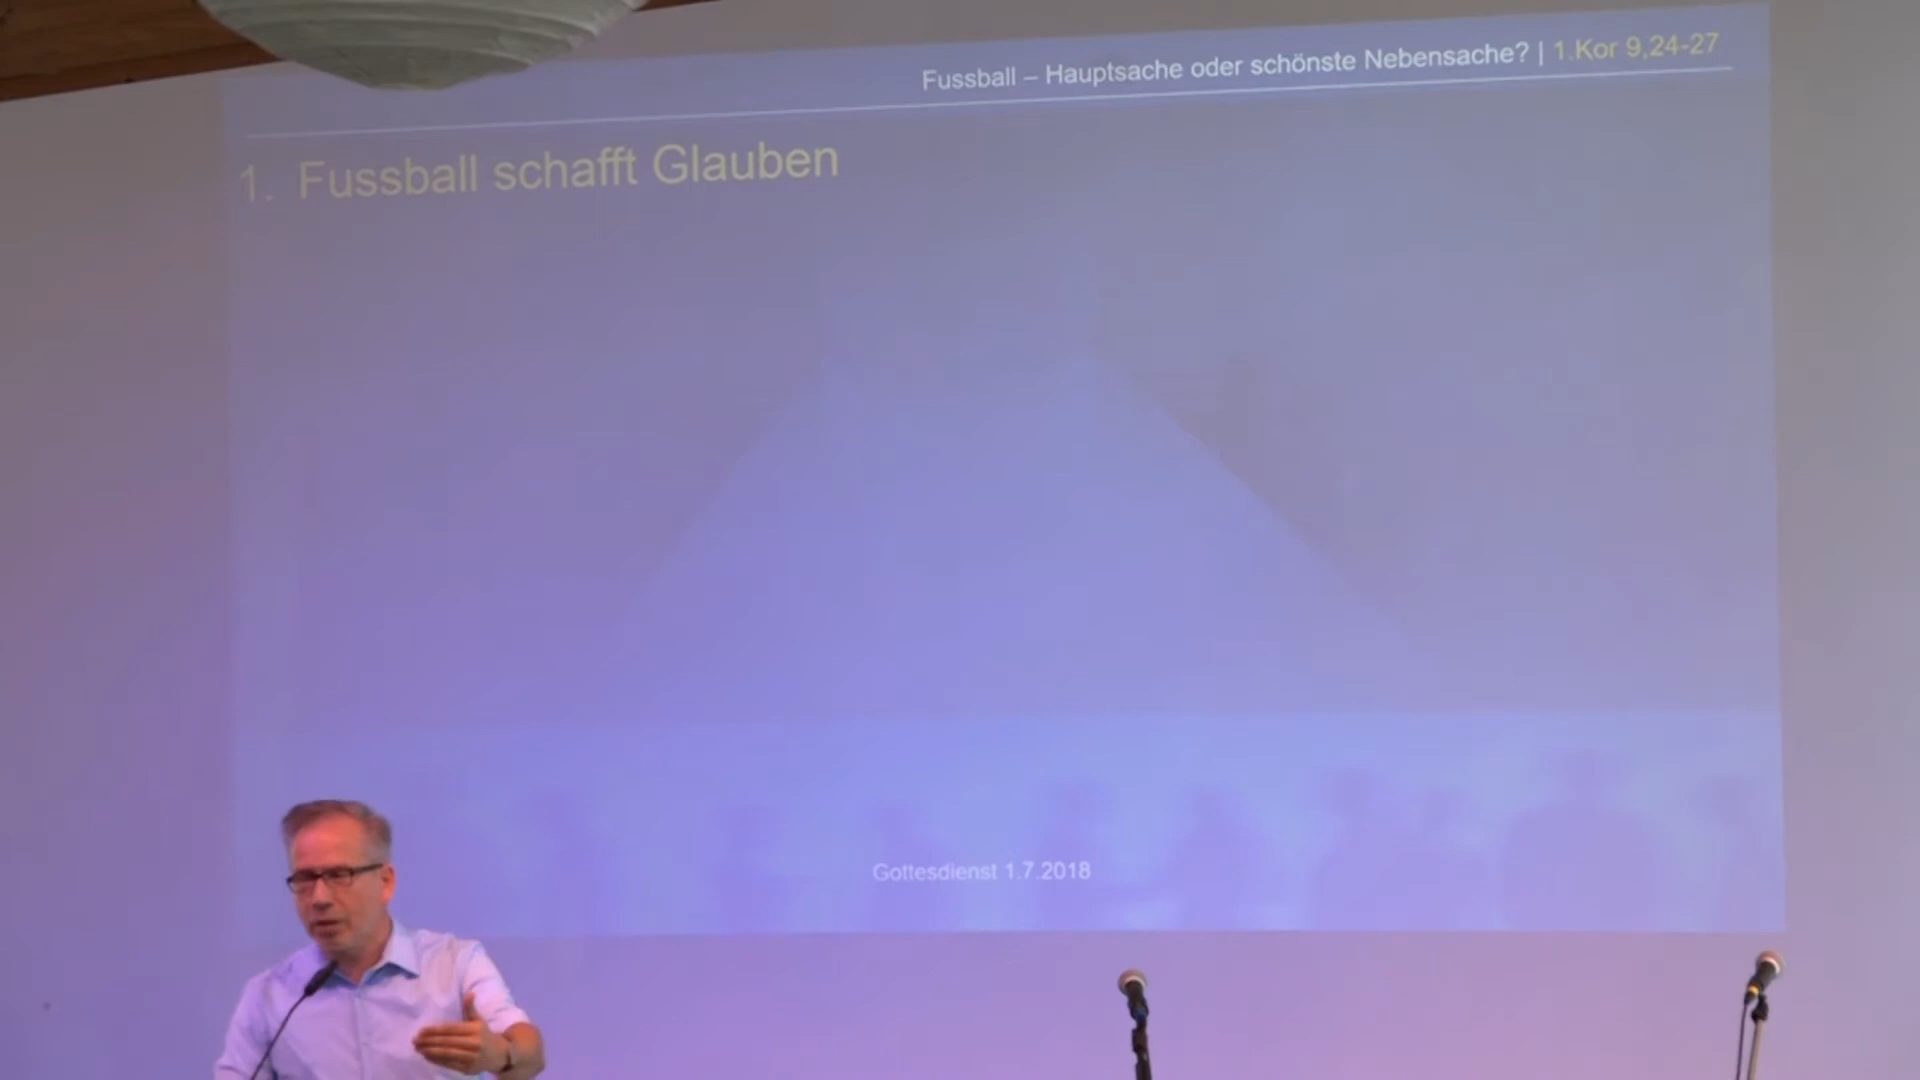 Fussball – Hauptsache oder schönste Nebensache? | 1.Kor 9,24-27
1. Fussball schafft Glauben
Gottesdienst 1.7.2018